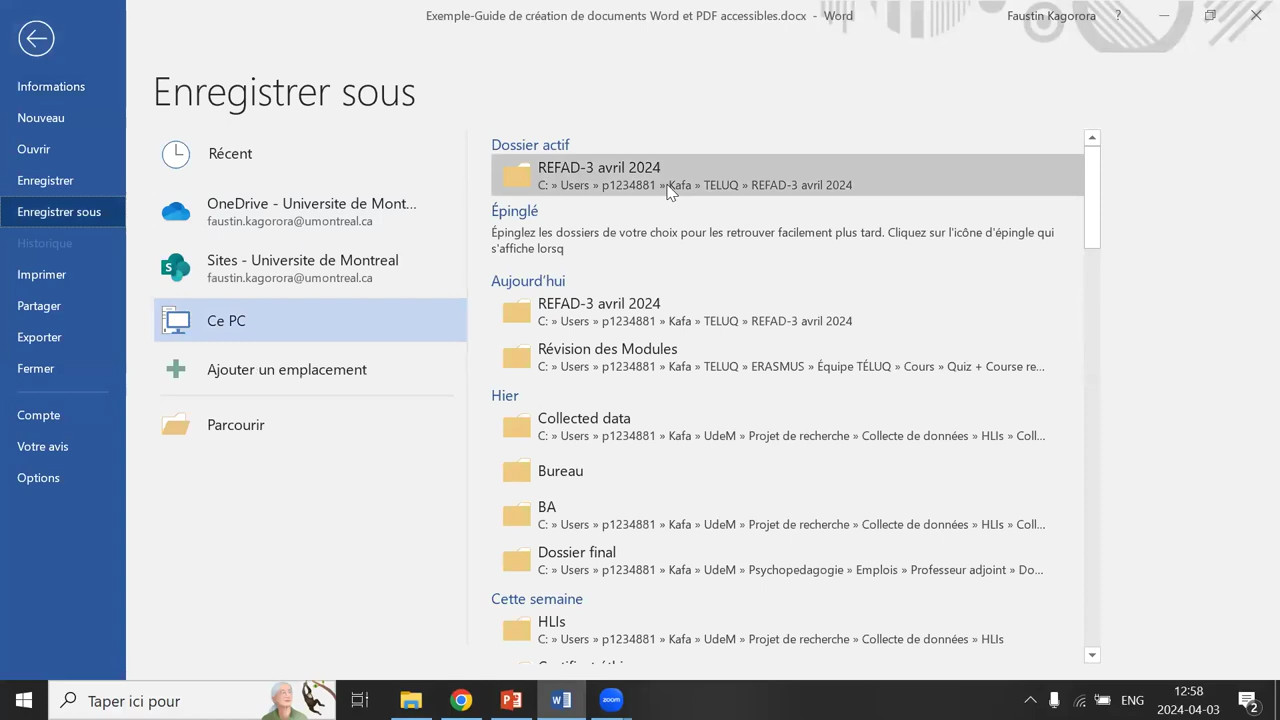 Exemple-Guide de création de documents Word et PDF accessibles.docx - Word
Faustin Kagorora
?
Informations
Nouveau
Ouvrir
Enregistrer
Enregistrer sous
Historique
Imprimer
Partager
Exporter
Fermer
Compte
Votre avis
Options
Enregistrer sous
Récent
OneDrive - Universite de Mont...
faustin.kagorora@umontreal.ca
Sites - Universite de Montreal
faustin.kagorora@umontreal.ca
Ce PC
Ajouter un emplacement
Parcourir
Dossier actif
REFAD-3 avril 2024
C: » Users » p1234881 » Kafa » TELUQ » REFAD-3 avril 2024
Épinglé
Épinglez les dossiers de votre choix pour les retrouver facilement plus tard. Cliquez sur l'icône d'épingle qui
s'affiche lorsq
Aujourd'hui
REFAD-3 avril 2024
C: » Users » p1234881 » Kafa » TELUQ » REFAD-3 avril 2024
Révision des Modules
C: » Users » p1234881 » Kafa » TELUQ » ERASMUS » Équipe TÉLUQ » Cours » Quiz + Course re...
Hier
Collected data
C: » Users » p1234881 » Kafa » UdeM » Projet de recherche » Collecte de données » HLIs » Coll...
Bureau
BA
C: » Users » p1234881 » Kafa » UdeM » Projet de recherche » Collecte de données » HLIs » Coll...
Dossier final
C: » Users » p1234881 » Kafa » UdeM » Psychopedagogie » Emplois » Professeur adjoint » Do...
Cette semaine
HLIs
C: » Users » p1234881 » Kafa » UdeM » Projet de recherche » Collecte de données » HLIs
Taper ici pour
zoom
ENG
12:58
2024-04-03
2